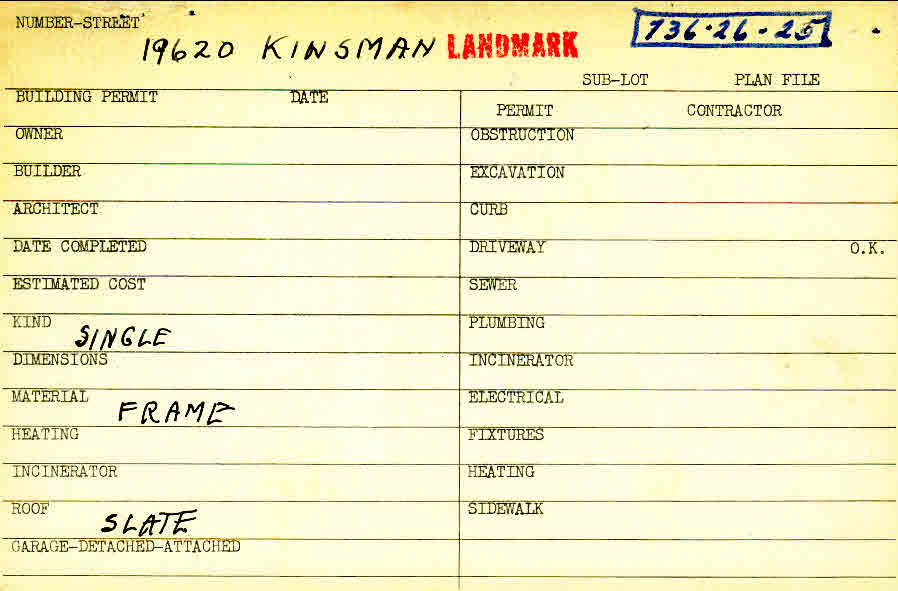 NUMBER-STREET
19620 KINSMAN LANDMARK 736-26-25
SUB-LOT PLAN FILE
BUILDING PERMIT DATE
PERMIT CONTRACTOR
OWNER
OBSTRUCTION
BUILDER
EXCAVATION
ARCHITECT
CURB
DATE COMPLETED
DRIVEWAY O.K.
ESTIMATED COST
SEWER
KIND SINGLE
PLUMBING
DIMENSIONS
INCINERATOR
MATERIAL FRAME
ELECTRICAL
HEATING
FIXTURES
INCINERATOR
HEATING
ROOF SLATE
SIDEWALK
GARAGE-DETACHED-ATTACHED